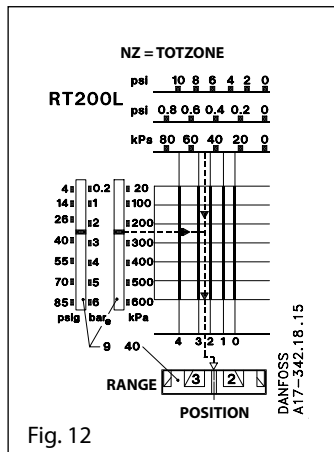 NZ = TOTZONE
psi 10 8 6 4 2 0
RT200L
psi 0.8 0.6 0.4 0.2 0
kPa 80 60 40 20 0
4 0.2 20
14 1 100
26 2 200
40 3 300
55 4 400
70 5 500
85 6 600
psig bare kPa
4 3 2 1 0
9 40
RANGE 3 2
POSITION
DANFOSS
A17-342.18.15
Fig. 12